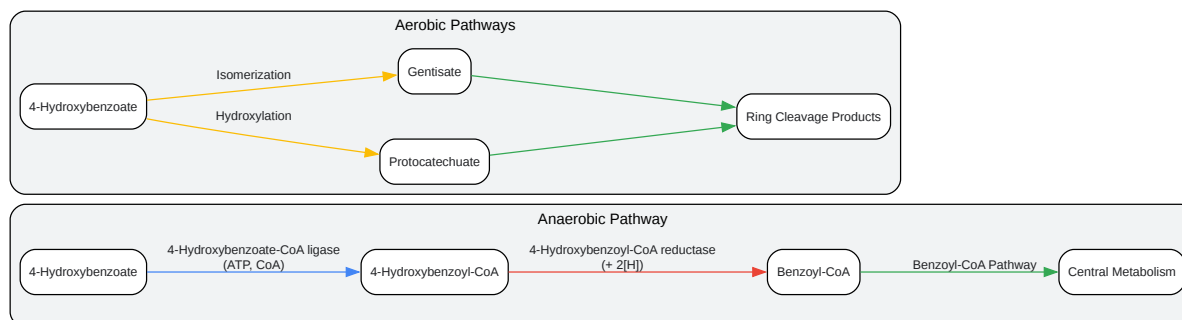 Aerobic Pathways
Isomerization
Gentisate
4-Hydroxybenzoate
Hydroxylation
Ring Cleavage Products
Protocatechuate
Anaerobic Pathway
4-Hydroxybenzoate
4-Hydroxybenzoate-CoA ligase
(ATP, CoA)
4-Hydroxybenzoyl-CoA
4-Hydroxybenzoyl-CoA reductase
(+ 2[H])
Benzoyl-CoA
Benzoyl-CoA Pathway
Central Metabolism